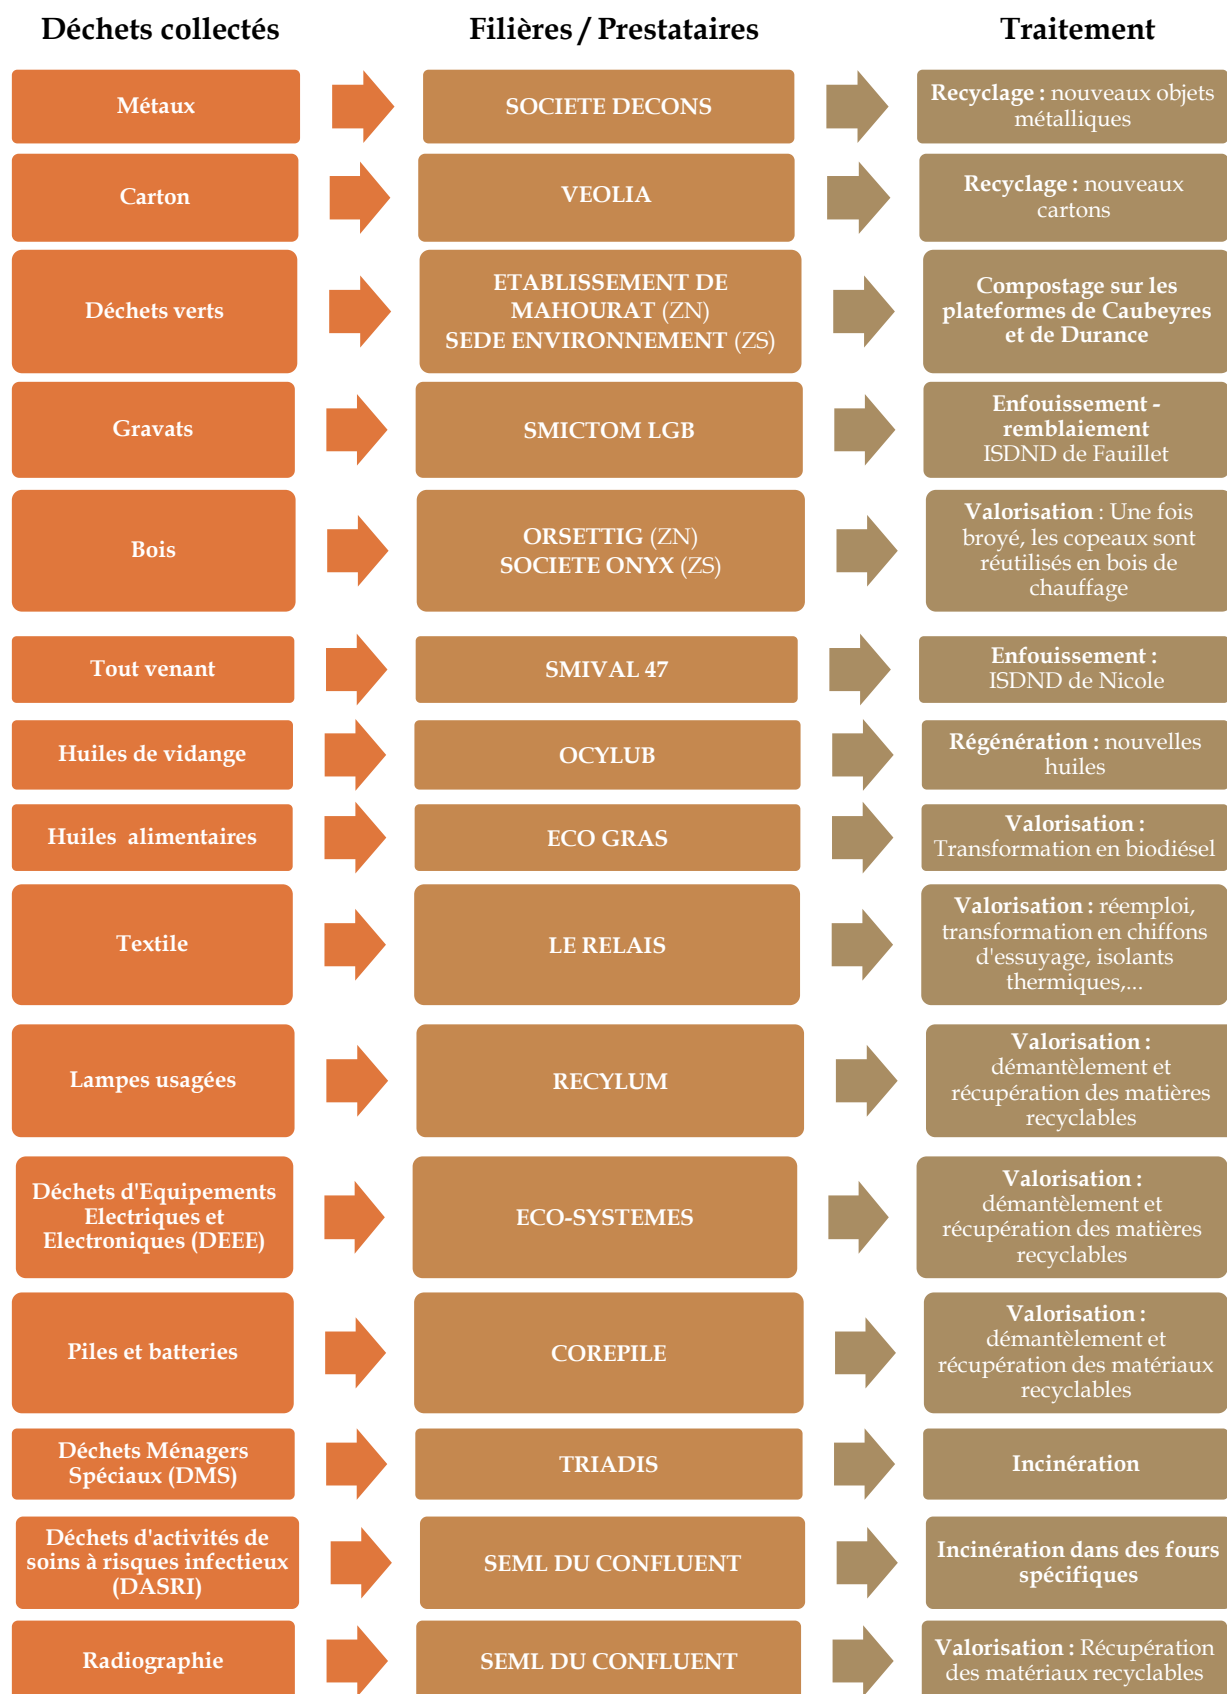 Déchets collectés
Filières / Prestataires
Traitement
Métaux
SOCIETE DECONS
Recyclage : nouveaux objets
métalliques
Carton
VEOLIA
Recyclage : nouveaux
cartons
Déchets verts
ETABLISSEMENT DE
MAHOURAT (ZN)
SEDE ENVIRONNEMENT (ZS)
Compostage sur les
plateformes de Caubeyres
et de Durance
Gravats
SMICTOM LGB
Enfouissement -
remblaiement
ISDND de Fauillet
Bois
ORSETTIG (ZN)
SOCIETE ONYX (ZS)
Valorisation : Une fois
broyé, les copeaux sont
réutilisés en bois de
chauffage
Tout venant
SMIVAL 47
Enfouissement :
ISDND de Nicole
Huiles de vidange
OCYLUB
Régénération : nouvelles
huiles
Huiles alimentaires
ECO GRAS
Valorisation :
Transformation en biodiésel
Textile
LE RELAIS
Valorisation : réemploi,
transformation en chiffons
d'essuyage, isolants
thermiques,...
Lampes usagées
RECYLUM
Valorisation :
démantèlement et
récupération des matières
recyclables
Déchets d'Equipements
Electriques et
Electroniques (DEEE)
ECO-SYSTEMES
Valorisation :
démantèlement et
récupération des matières
recyclables
Piles et batteries
COREPILE
Valorisation :
démantèlement et
récupération des matériaux
recyclables
Déchets Ménagers
Spéciaux (DMS)
TRIADIS
Incinération
Déchets d'activités de
soins à risques infectieux
(DASRI)
SEML DU CONFLUENT
Incinération dans des fours
spécifiques
Radiographie
SEML DU CONFLUENT
Valorisation : Récupération
des matériaux recyclables